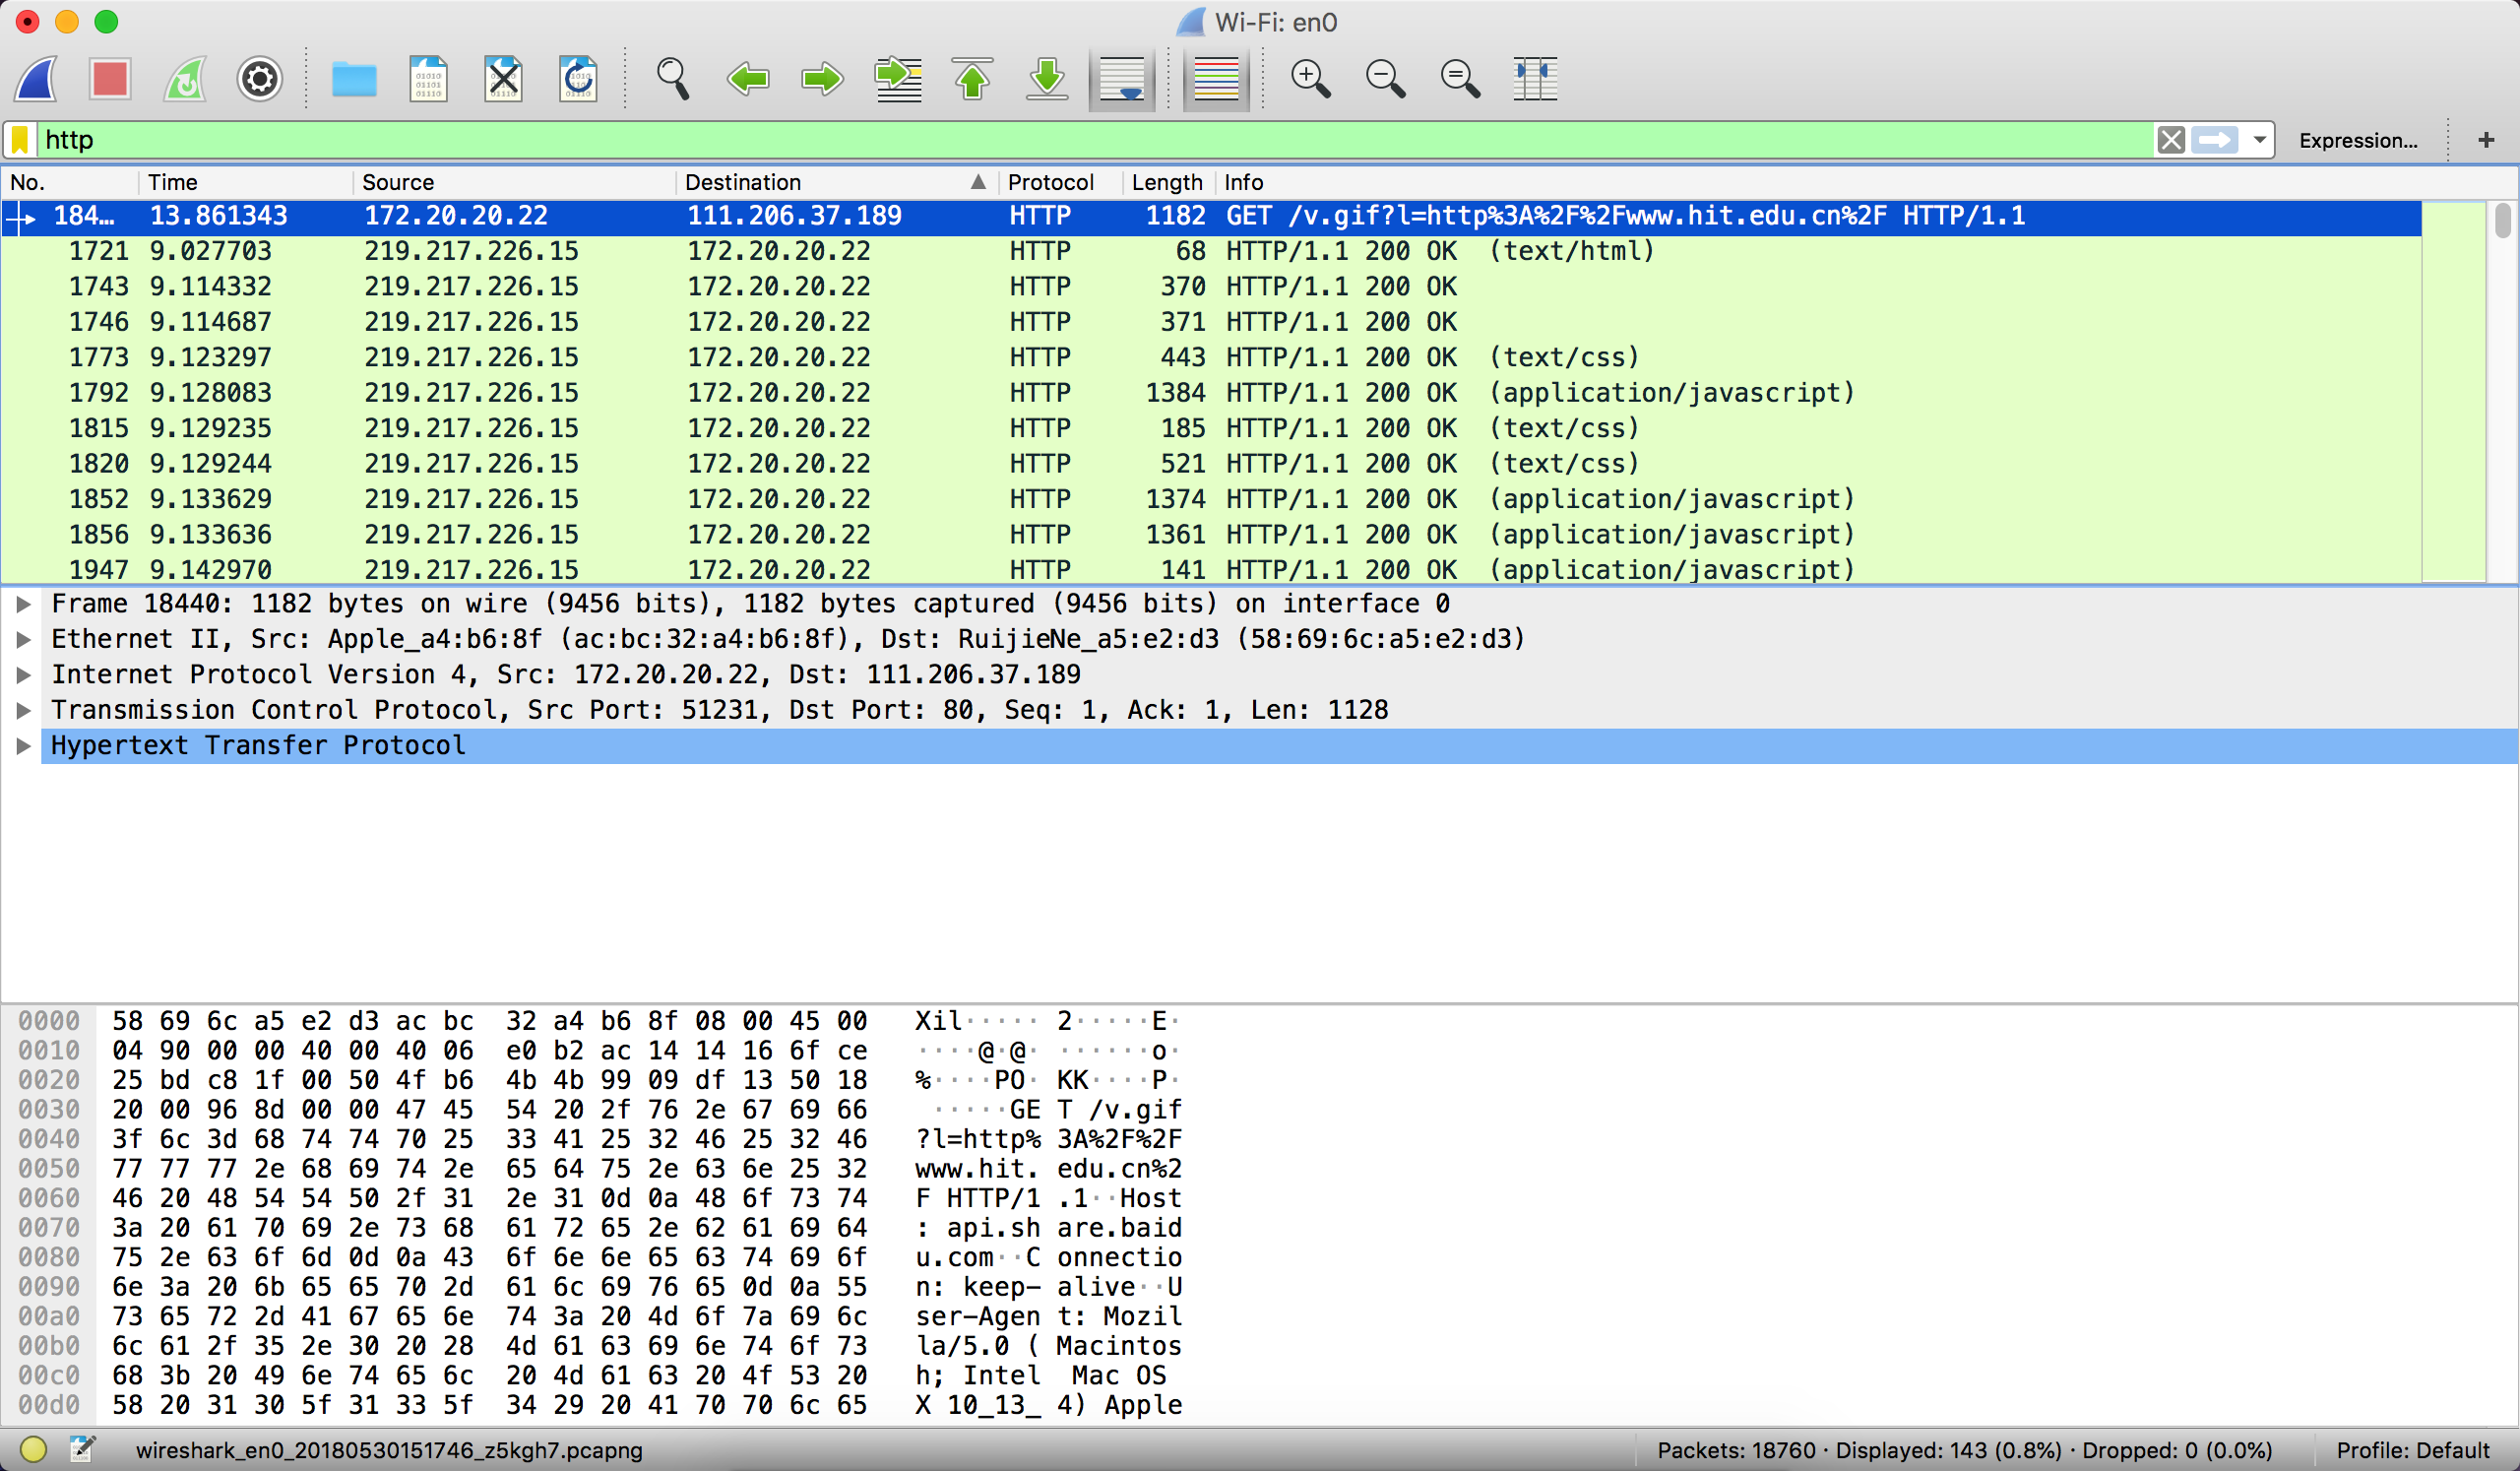 Wi-Fi: en0
http
Expression... +
No. Time Source Destination Protocol Length Info
184... 13.861343 172.20.20.22 111.206.37.189 HTTP 1182 GET /v.gif?l=http%3A%2F%2Fwww.hit.edu.cn%2F HTTP/1.1
1721 9.027703 219.217.226.15 172.20.20.22 HTTP 68 HTTP/1.1 200 OK (text/html)
1743 9.114332 219.217.226.15 172.20.20.22 HTTP 370 HTTP/1.1 200 OK
1746 9.114687 219.217.226.15 172.20.20.22 HTTP 371 HTTP/1.1 200 OK
1773 9.123297 219.217.226.15 172.20.20.22 HTTP 443 HTTP/1.1 200 OK (text/css)
1792 9.128083 219.217.226.15 172.20.20.22 HTTP 1384 HTTP/1.1 200 OK (application/javascript)
1815 9.129235 219.217.226.15 172.20.20.22 HTTP 185 HTTP/1.1 200 OK (text/css)
1820 9.129244 219.217.226.15 172.20.20.22 HTTP 521 HTTP/1.1 200 OK (text/css)
1852 9.133629 219.217.226.15 172.20.20.22 HTTP 1374 HTTP/1.1 200 OK (application/javascript)
1856 9.133636 219.217.226.15 172.20.20.22 HTTP 1361 HTTP/1.1 200 OK (application/javascript)
1947 9.142970 219.217.226.15 172.20.20.22 HTTP 141 HTTP/1.1 200 OK (application/javascript)
Frame 18440: 1182 bytes on wire (9456 bits), 1182 bytes captured (9456 bits) on interface 0
Ethernet II, Src: Apple_a4:b6:8f (ac:bc:32:a4:b6:8f), Dst: RuijieNe_a5:e2:d3 (58:69:6c:a5:e2:d3)
Internet Protocol Version 4, Src: 172.20.20.22, Dst: 111.206.37.189
Transmission Control Protocol, Src Port: 51231, Dst Port: 80, Seq: 1, Ack: 1, Len: 1128
Hypertext Transfer Protocol
0000 58 69 6c a5 e2 d3 ac bc 32 a4 b6 8f 08 00 45 00 Xil····· 2·····E·
0010 04 90 00 00 40 00 40 06 e0 b2 ac 14 14 16 6f ce ····@·@· ······o·
0020 25 bd c8 1f 00 50 4f b6 4b 4b 99 09 df 13 50 18 %····PO· KK····P·
0030 20 00 96 8d 00 00 47 45 54 20 2f 76 2e 67 69 66 ·····GE T /v.gif
0040 3f 6c 3d 68 74 74 70 25 33 41 25 32 46 25 32 46 ?l=http% 3A%2F%2F
0050 77 77 77 2e 68 69 74 2e 65 64 75 2e 63 6e 25 32 www.hit. edu.cn%2
0060 46 20 48 54 54 50 2f 31 2e 31 0d 0a 48 6f 73 74 F HTTP/1 .1··Host
0070 3a 20 61 70 69 2e 73 68 61 72 65 2e 62 61 69 64 : api.sh are.baid
0080 75 2e 63 6f 6d 0d 0a 43 6f 6e 6e 65 63 74 69 6f u.com··C onnectio
0090 6e 3a 20 6b 65 65 70 2d 61 6c 69 76 65 0d 0a 55 n: keep- alive··U
00a0 73 65 72 2d 41 67 65 6e 74 3a 20 4d 6f 7a 69 6c ser-Agen t: Mozil
00b0 6c 61 2f 35 2e 30 20 28 4d 61 63 69 6e 74 6f 73 la/5.0 ( Macintos
00c0 68 3b 20 49 6e 74 65 6c 20 4d 61 63 20 4f 53 20 h; Intel Mac OS
00d0 58 20 31 30 5f 31 33 5f 34 29 20 41 70 70 6c 65 X 10_13_ 4) Apple
wireshark_en0_20180530151746_z5kgh7.pcapng Packets: 18760 · Displayed: 143 (0.8%) · Dropped: 0 (0.0%) Profile: Default